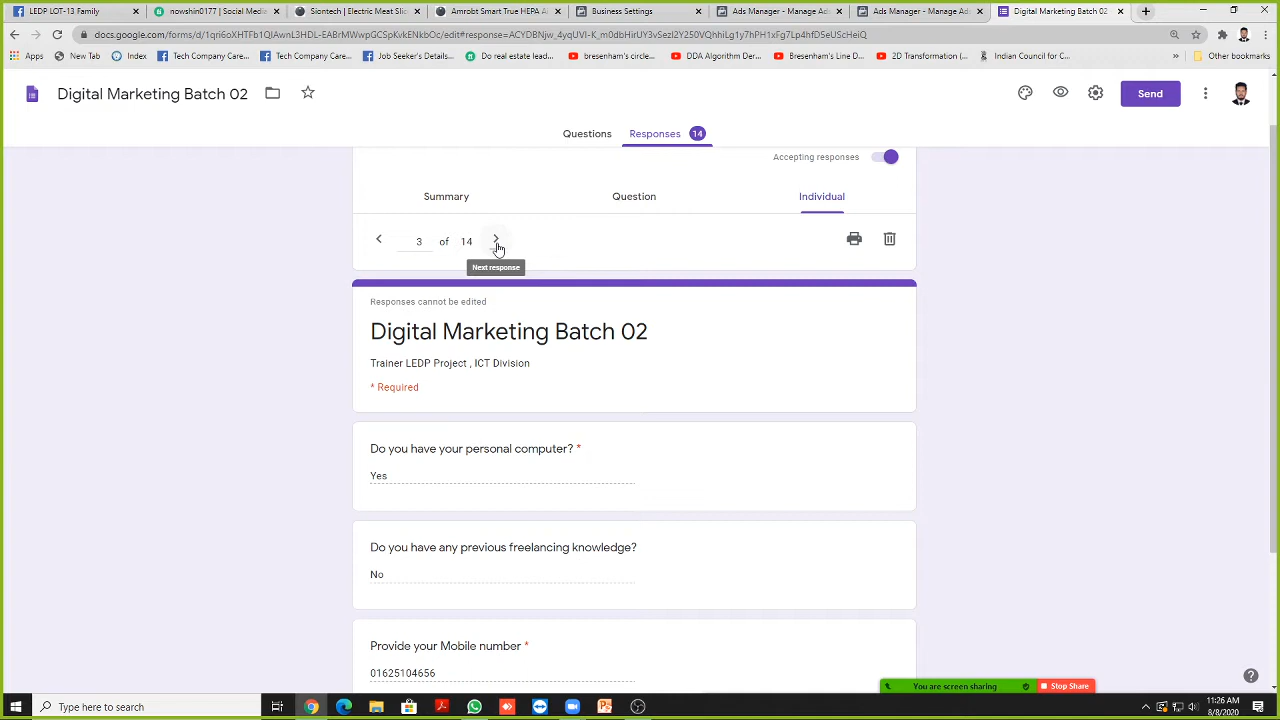 LEDP LOT-13 Family
nowshin0177 | Social Media
Siontech | Electric Meat Slic
Amrobt Smart True HEPA Ai
Business Settings
Ads Manager - Manage Ads
Ads Manager - Manage Ads
Digital Marketing Batch 02
Apps
New Tab
Index
Tech Company Care...
Tech Company Care...
Job Seeker's Details...
Do real estate lead...
bresenham's circle...
DDA Algorithm Der...
Bresenham's Line D...
2D Transformation (...
Indian Council for C...
»
Other bookmarks
Digital Marketing Batch 02
Send
Questions
Responses 14
Accepting responses
Summary
Question
Individual
3 of 14
Next response
Responses cannot be edited
Digital Marketing Batch 02
Trainer LEDP Project , ICT Division
* Required
Do you have your personal computer? *
Yes
Do you have any previous freelancing knowledge?
No
Provide your Mobile number *
01625104656
You are screen sharing
Stop Share
Type here to search
11:26 AM
8/8/2020